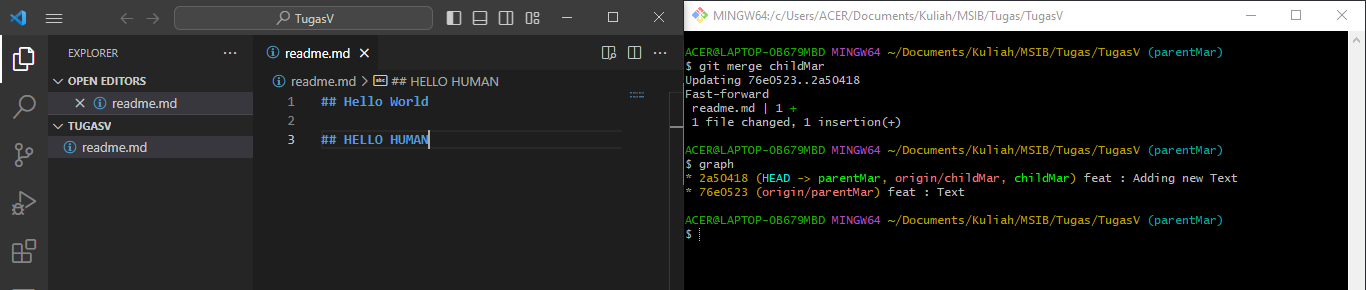 TugasV
EXPLORER
OPEN EDITORS
readme.md
TUGASV
readme.md
readme.md
readme.md > ## HELLO HUMAN
1 ## Hello World
2
3 ## HELLO HUMAN
MINGW64:/c/Users/ACER/Documents/Kuliah/MSIB/Tugas/TugasV
ACER@LAPTOP-0B679MBD MINGW64 ~/Documents/Kuliah/MSIB/Tugas/TugasV (parentMar)
$ git merge childMar
Updating 76e0523..2a50418
Fast-forward
readme.md | 1 +
1 file changed, 1 insertion(+)
ACER@LAPTOP-0B679MBD MINGW64 ~/Documents/Kuliah/MSIB/Tugas/TugasV (parentMar)
$ graph
* 2a50418 (HEAD -> parentMar, origin/childMar, childMar) feat : Adding new Text
* 76e0523 (origin/parentMar) feat : Text
ACER@LAPTOP-0B679MBD MINGW64 ~/Documents/Kuliah/MSIB/Tugas/TugasV (parentMar)
$